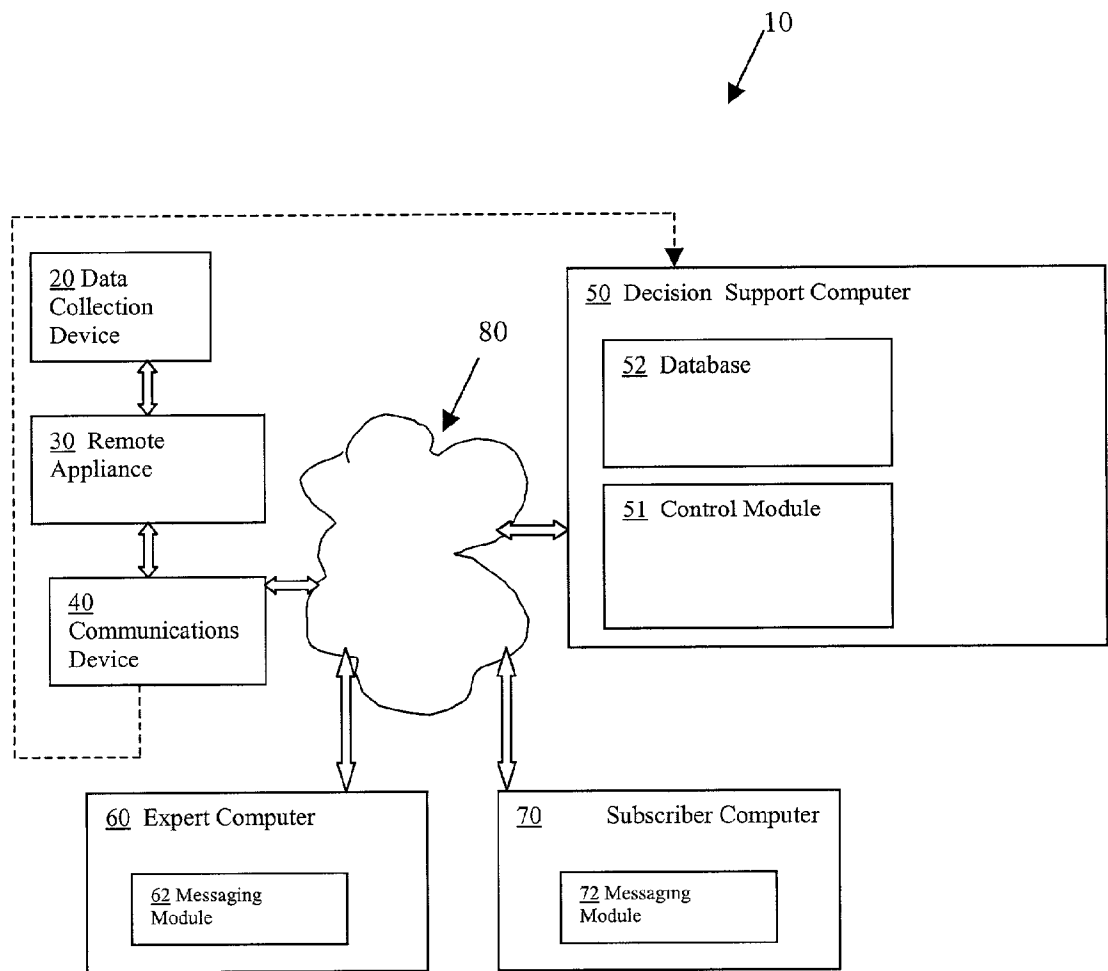 10
20 Data
Collection
Device
50 Decision Support Computer
80
52 Database
30 Remote
Appliance
51 Control Module
40
Communications
Device
60 Expert Computer
62 Messaging
Module
70 Subscriber Computer
72 Messaging
Module